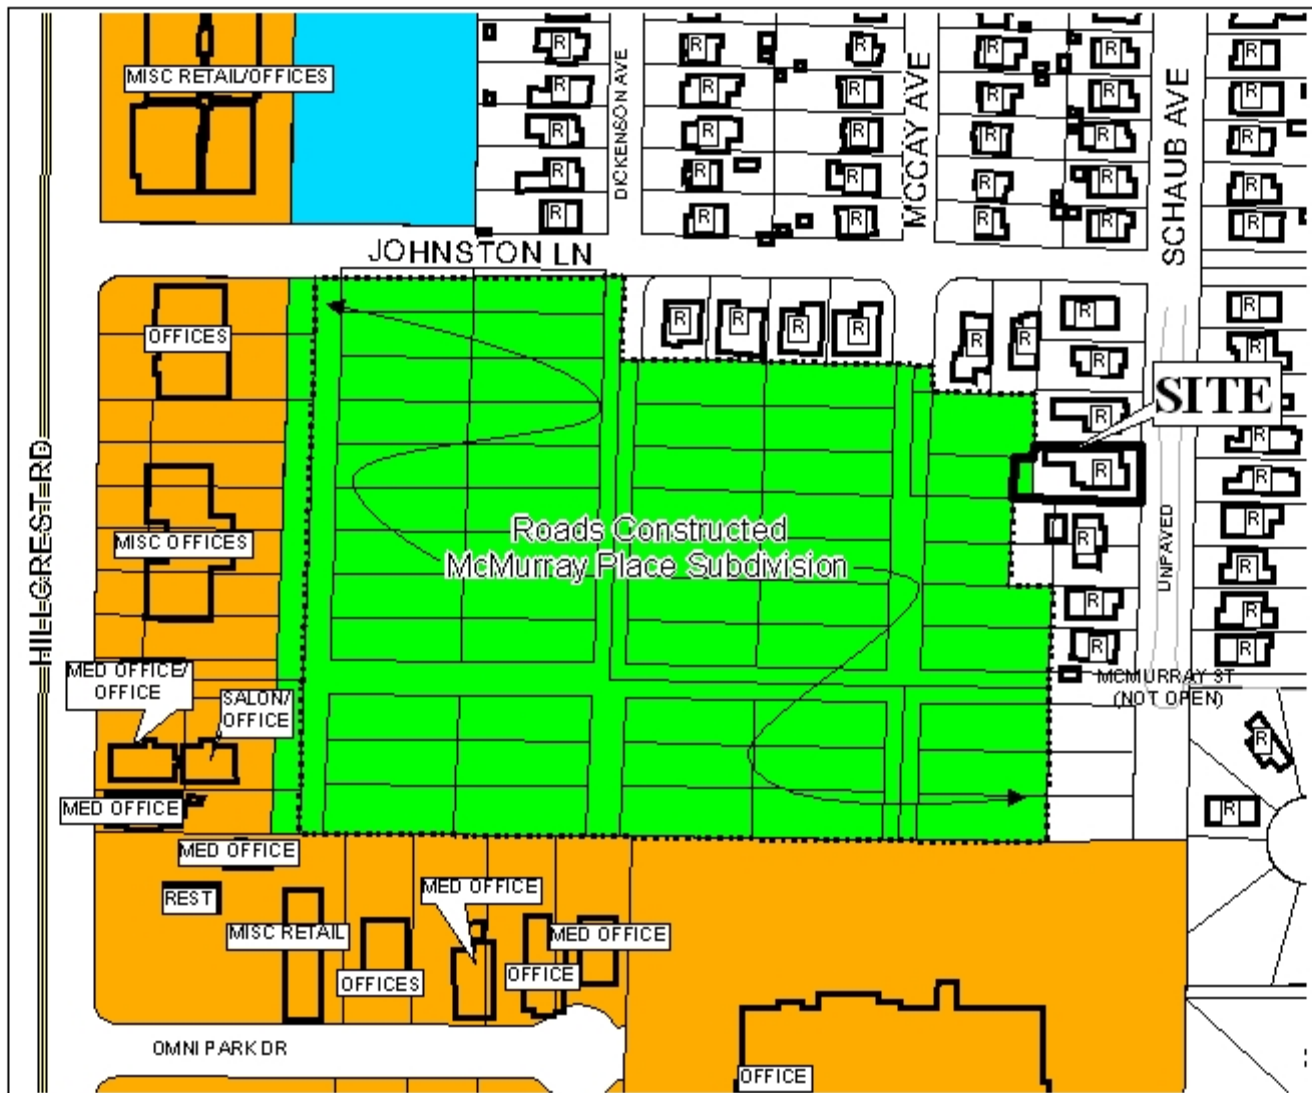 R R R R R R
MISC RETAIL/OFFICES
R R R R R R
R R R R R R
DICKENSON AVE
MCCAY AVE
SCHAUB AVE
R R R R R R
R R R R R R
JOHNSTON LN
R R
OFFICES
R R R R R R
R R
R
SITE
R
R R
HILLCREST RD
Roads Constructed
McMurray Place Subdivision
UNPAVED
R
MISC OFFICES
R
R
R R
R R
MED OFFICE/
OFFICE
MCMURRAY ST
(NOT OPEN)
SALON/
OFFICE
R
MED OFFICE
R
MED OFFICE
REST
MED OFFICE
MISC RETAIL
MED OFFICE
OFFICES
OFFICE
OMNI PARK DR
OFFICE